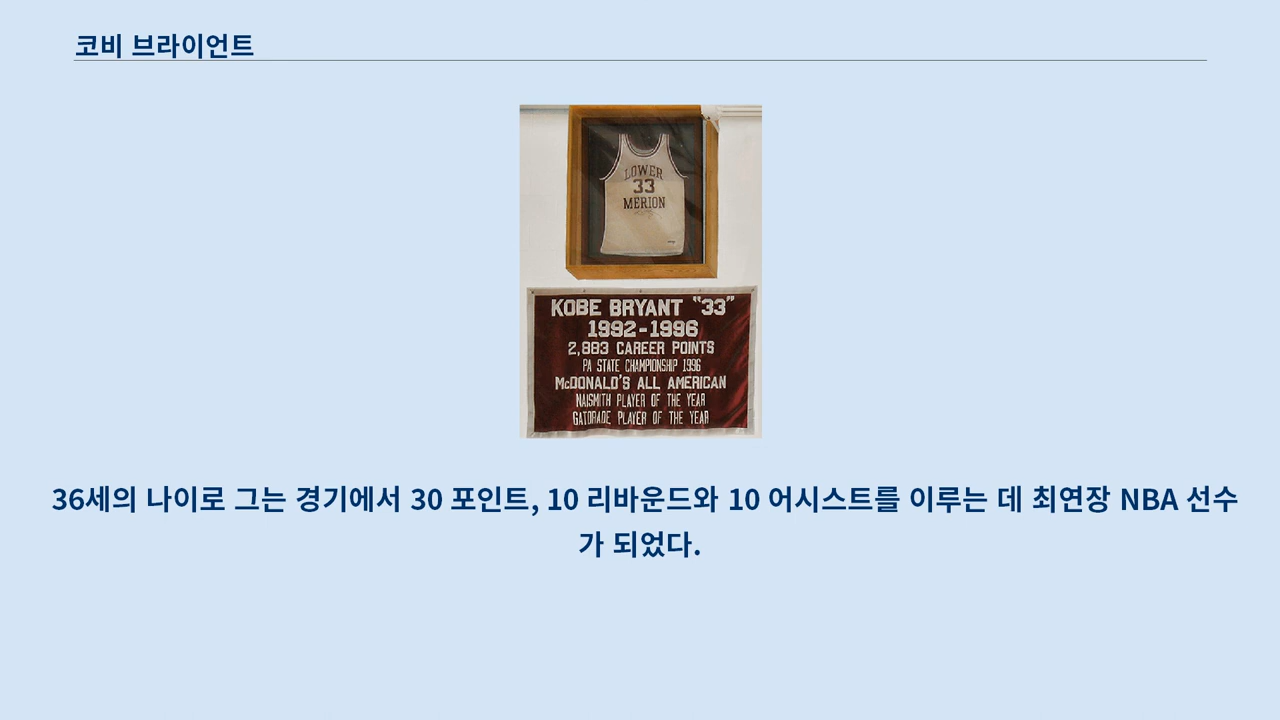 코비 브라이언트
LOWER
33
MERION
KOBE BRYANT "33"
1992-1996
2,883 CAREER POINTS
PA STATE CHAMPIONSHIP 1996
McDONALD'S ALL AMERICAN
NAISMITH PLAYER OF THE YEAR
GATORADE PLAYER OF THE YEAR
36세의 나이로 그는 경기에서 30 포인트, 10 리바운드와 10 어시스트를 이루는 데 최연장 NBA 선수
가 되었다.